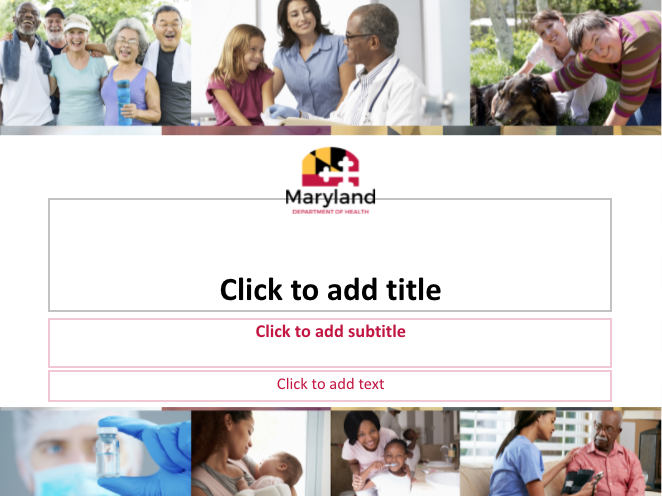 Maryland
DEPARTMENT OF HEALTH
Click to add title
Click to add subtitle
Click to add text